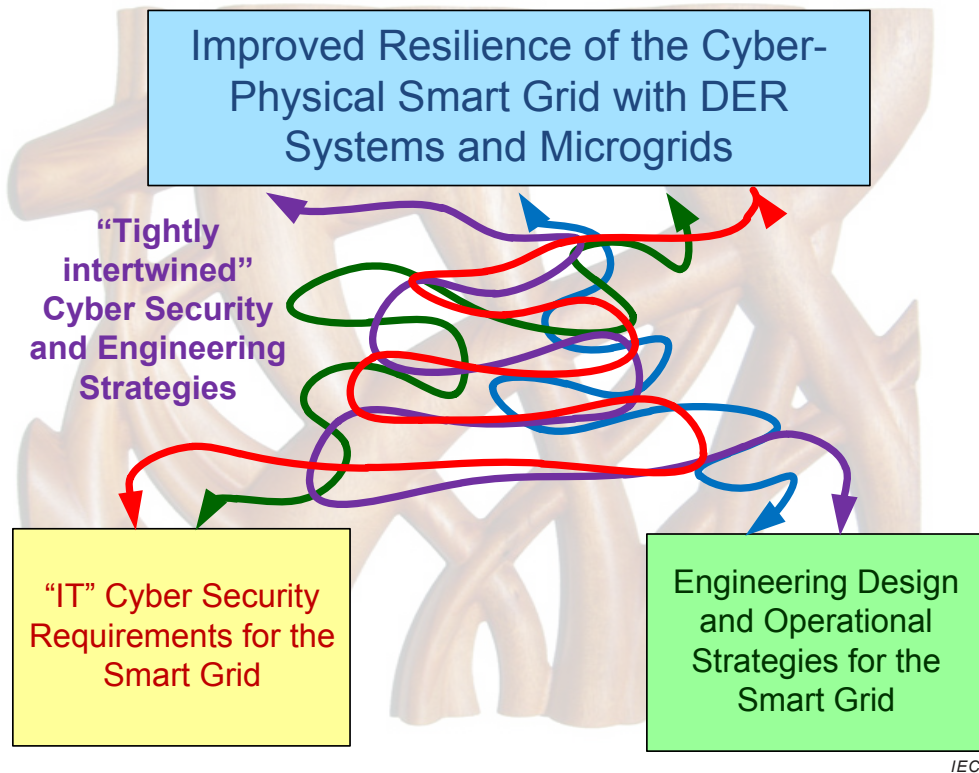 Improved Resilience of the Cyber-
Physical Smart Grid with DER
Systems and Microgrids
“Tightly
intertwined”
Cyber Security
and Engineering
Strategies
“IT” Cyber Security
Requirements for the
Smart Grid
Engineering Design
and Operational
Strategies for the
Smart Grid
IEC